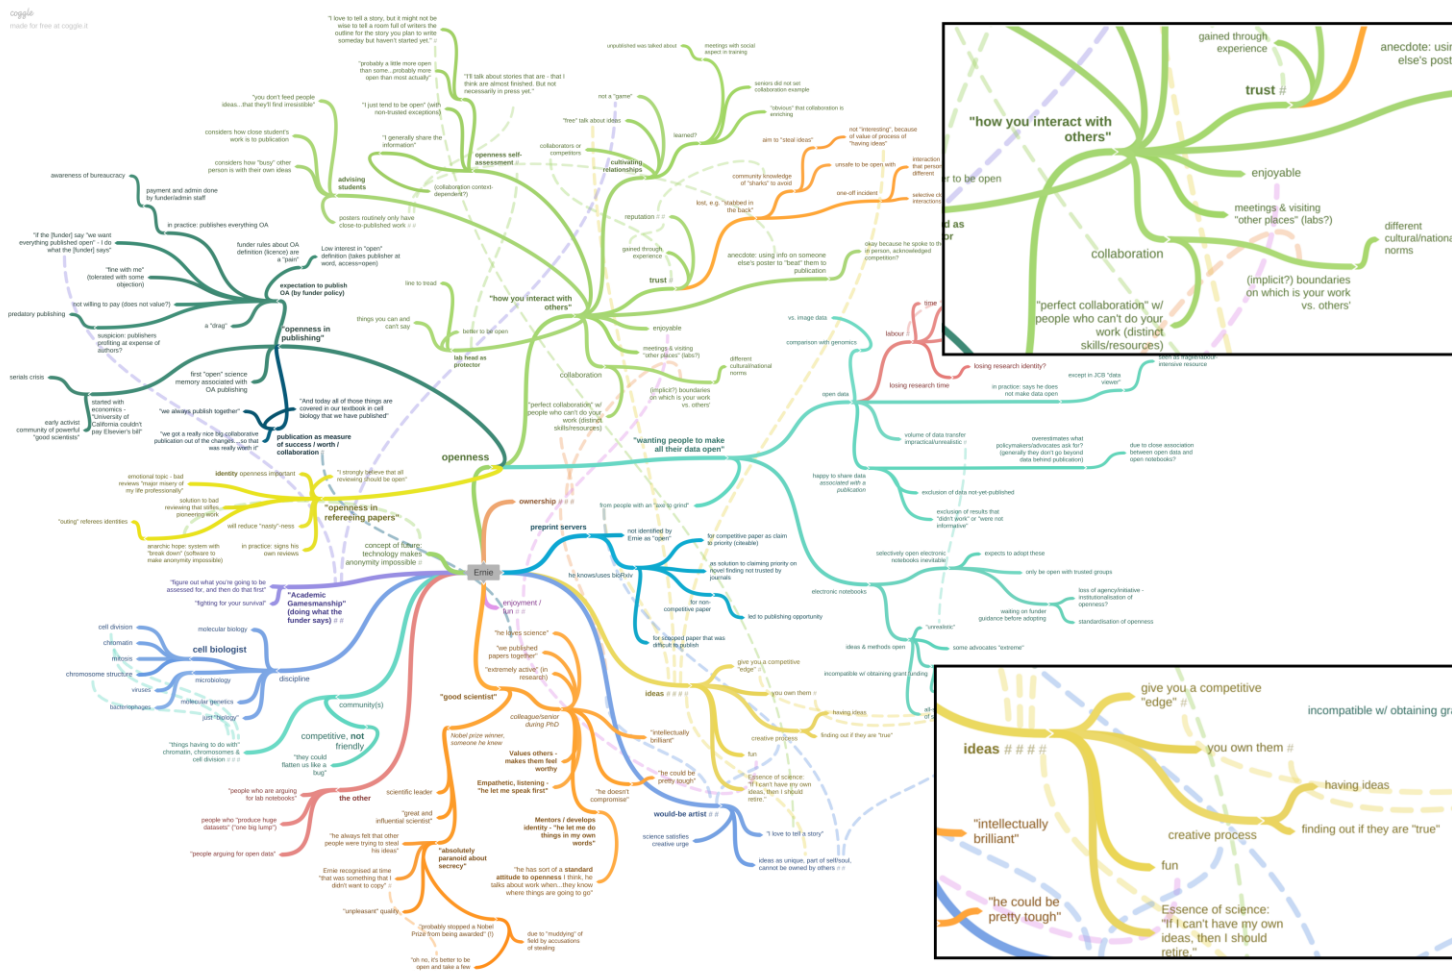 coggle
made for free at coggle.it
"I love to tell a story, but it might not be
wise to tell a room full of writers the
outline for the story you plan to write
someday but haven't started yet." #
"probably a little more open
than some...probably more
open than most actually"
"I'll talk about stories that are - that I
think are almost finished. But not
necessarily in press yet."
"I just tend to be open" (with
non-trusted exceptions)
"I generally share the
information"
openness self-
assessment
(collaboration context-
dependent?)
"you don't feed people
ideas...that they'll find irresistible"
considers how close student's
work is to publication
considers how "busy" other
person is with their own ideas
advising
students
posters routinely only have
close-to-published work # #
unpublished was talked about
meetings with social
aspect in training
seniors did not set
collaboration example
"obvious" that collaboration is
enriching
learned?
not a "game"
"free" talk about ideas
collaborators or
competitors
cultivating
relationships
aim to "steal ideas"
not "interesting", because
of value of process of
"having ideas"
community knowledge
of "sharks" to avoid
unsafe to be open with
interaction
that person
different
one-off incident
selective
interactions
lost, e.g. "stabbed in
the back"
reputation # #
gained through
experience
trust #
anecdote: using info on someone
else's poster to "beat" them to
publication
okay because he spoke to
in person, acknowledged
competitor?
"how you interact with
others"
line to tread
things you can and
can't say
better to be open
lab head as
protector
enjoyable
meetings & visiting
"other places" (labs?)
collaboration
different
cultural/national
norms
(implicit?) boundaries
on which is your work
vs. others'
"perfect collaboration" w/
people who can't do your
work (distinct
skills/resources)
awareness of bureaucracy
payment and admin done
by funder/admin staff
in practice: publishes everything OA
"if the [funder] say "we want
everything published open" - I do
what the [funder] says"
funder rules about OA
definition (licence) are
a "pain"
Low interest in "open"
definition (takes publisher at
word, access=open)
"fine with me"
(tolerated with some
objection)
expectation to publish
OA (by funder policy)
not willing to pay (does not value?)
predatory publishing
a "drag"
suspicion: publishers
profiting at expense of
authors?
"openness in
publishing"
first "open" science
memory associated with
OA publishing
serials crisis
started with
economics -
"University of
California couldn't
pay Elsevier's bill"
early activist
community of powerful
"good scientists"
"we always publish together"
"And today all of those things are
covered in our textbook in cell
biology that we have published"
"we got a really nice big collaborative
publication out of the changes....so that
was really worth it"
publication as measure
of success / worth /
collaboration
openness
emotional topic - bad
reviews "major misery of
my life professionally"
identity openness important
"I strongly believe that all
reviewing should be open"
solution to bad
reviewing that stifles
pioneering work
"openness in
refereeing papers"
"outing" referees identities
will reduce "nasty"-ness
anarchic hope: system with
"break down" (software to
make anonymity impossible)
in practice: signs his
own reviews
concept of future:
technology makes
anonymity impossible #
"wanting people to make
all their data open"
vs. image data
comparison with genomics
open data
time
labour
losing research identity?
losing research time
in practice: says he does
not make data open
except in JCB "data
viewer"
seen as fragile/labour-
intensive resource
volume of data transfer
impractical/unrealistic #
overestimates what
policymakers/advocates ask for?
(generally they don't go beyond
data behind publication)
due to close association
between open data and
open notebooks?
happy to share data
associated with a
publication
exclusion of data not-yet-published
exclusion of results that
"didn't work" or "were not
informative"
from people with an "axe to grind"
selectively open electronic
notebooks inevitable
expects to adopt these
only be open with trusted groups
electronic notebooks
waiting on funder
guidance before adopting
loss of agency/initiative -
institutionalisation of
openness?
standardisation of openness
ideas & methods open
"unrealistic"
some advocates "extreme"
incompatible w/ obtaining grant funding
ownership # # #
Ernie
preprint servers
not identified by
Ernie as "open"
he knows/uses bioRxiv
for competitive paper as claim
to priority (citeable)
as solution to claiming priority on
novel finding not trusted by
journals
for non-
competitive paper
led to publishing opportunity
for scooped paper that was
difficult to publish
enjoyment /
fun # #
"figure out what you're going to be
assessed for, and then do that first"
"fighting for your survival"
"Academic
Gamesmanship"
(doing what the
funder says) # #
cell division
chromatin
mitosis
chromosome structure
viruses
bacteriophages
molecular biology
cell biologist
microbiology
molecular genetics
just "biology"
discipline
community(s)
competitive, not
friendly
"things having to do with"
chromatin, chromosomes &
cell division # # #
"they could
flatten us like a
bug"
"people who are arguing
for lab notebooks"
people who "produce huge
datasets" ("one big lump")
"people arguing for open data"
the other
"he loves science"
"we published
papers together"
"extremely active" (in
research)
"good scientist"
colleague/senior
during PhD
Nobel prize winner,
someone he knew
Values others -
makes them feel
worthy
Empathetic, listening -
"he let me speak first"
"intellectually
brilliant"
"he could be
pretty tough"
"he doesn't
compromise"
Mentors / develops
identity - "he let me do
things in my own
words"
"he has sort of a standard
attitude to openness I think, he
talks about work when...they know
where things are going to go"
scientific leader
"great and
influential scientist"
"he always felt that other
people were trying to steal
his ideas"
"absolutely
paranoid about
secrecy"
Ernie recognised at time
"that was something that I
didn't want to copy" #
"unpleasant" quality
"probably stopped a Nobel
Prize from being awarded" (!)
due to "muddying" of
field by accusations
of stealing
"oh no, it's better to be
open and take a few
ideas # # # #
give you a competitive
"edge" #
you own them #
having ideas
creative process
finding out if they are "true"
fun
Essence of science:
"If I can't have my own
ideas, then I should
retire."
would-be artist # #
science satisfies
creative urge
"I love to tell a story"
ideas as unique, part of self/soul,
cannot be owned by others # #
gained through
experience
anecdote: usin
else's post
trust #
"how you interact with
others"
er to be open
enjoyable
meetings & visiting
"other places" (labs?)
d as
or
different
cultural/nationa
norms
collaboration
(implicit?) boundaries
on which is your work
vs. others'
"perfect collaboration" w/
people who can't do your
work (distinct
skills/resources)
give you a competitive
"edge" #
incompatible w/ obtaining gra
ideas # # # #
you own them #
having ideas
"intellectually
brilliant"
creative process
finding out if they are "true"
fun
"he could be
pretty tough"
Essence of science:
"If I can't have my own
ideas, then I should
retire."